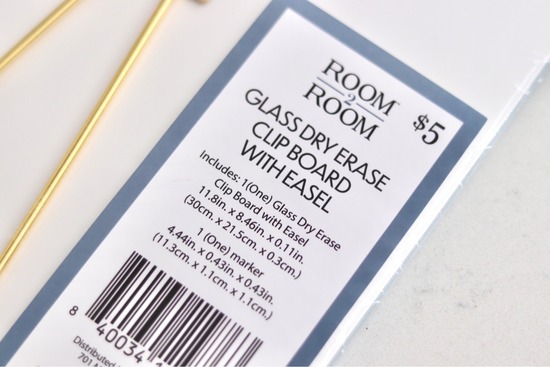 ROOM
2
ROOM
$5
GLASS DRY ERASE
CLIP BOARD
WITH EASEL
Includes: 1(One) Glass Dry Erase
Clip Board with Easel
11.8in. x 8.46in. x 0.11in.
(30cm. x 21.5cm. x 0.3cm.)
1 (One) marker
4.44in. x 0.43in. x 0.43in.
(11.3cm. x 1.1cm. x 1.1cm.)
8 40034
Distributed
701